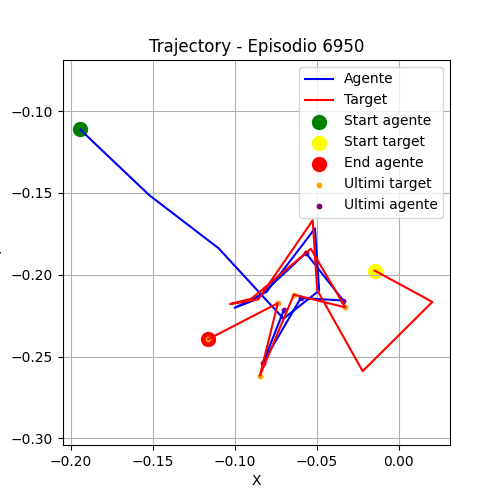 Trajectory - Episodio 6950
Agente
Target
Start agente
Start target
End agente
Ultimi target
Ultimi agente
−0.10
−0.15
−0.20
−0.25
−0.30
−0.20
−0.15
−0.10
−0.05
0.00
X